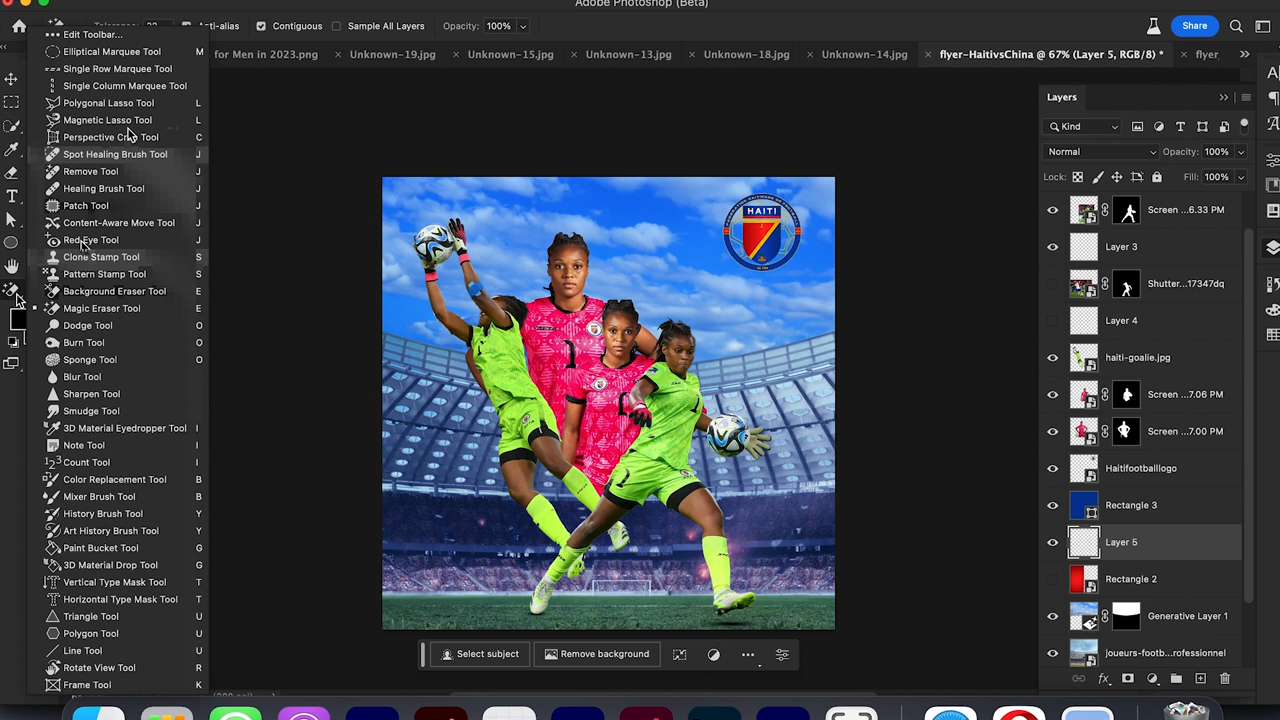 Adobe Photoshop (Beta)
Anti-alias
Contiguous
Sample All Layers
Opacity: 100%
Share
for Men in 2023.png
Unknown-19.jpg
Unknown-15.jpg
Unknown-13.jpg
Unknown-18.jpg
Unknown-14.jpg
flyer-HaitivsChina @ 67% (Layer 5, RGB/8) *
flyer
Edit Toolbar...
Elliptical Marquee Tool M
Single Row Marquee Tool
Single Column Marquee Tool
Polygonal Lasso Tool L
Magnetic Lasso Tool L
Perspective Crop Tool C
Spot Healing Brush Tool J
Remove Tool J
Healing Brush Tool J
Patch Tool J
Content-Aware Move Tool J
Red Eye Tool J
Clone Stamp Tool S
Pattern Stamp Tool S
Background Eraser Tool E
Magic Eraser Tool E
Dodge Tool O
Burn Tool O
Sponge Tool O
Blur Tool
Sharpen Tool
Smudge Tool
3D Material Eyedropper Tool I
Note Tool I
Count Tool I
Color Replacement Tool B
Mixer Brush Tool B
History Brush Tool Y
Art History Brush Tool Y
Paint Bucket Tool G
3D Material Drop Tool G
Vertical Type Mask Tool T
Horizontal Type Mask Tool T
Triangle Tool U
Polygon Tool U
Line Tool U
Rotate View Tool R
Frame Tool K
HAITI
1
1
Select subject
Remove background
Layers
Kind
Normal
Opacity: 100%
Lock:
Fill: 100%
Screen ...6.33 PM
Layer 3
Shutter...17347dq
Layer 4
haiti-goalie.jpg
Screen ...7.06 PM
Screen ...7.00 PM
Haitifootballlogo
Rectangle 3
Layer 5
Rectangle 2
Generative Layer 1
joueurs-footb...rofessionnel